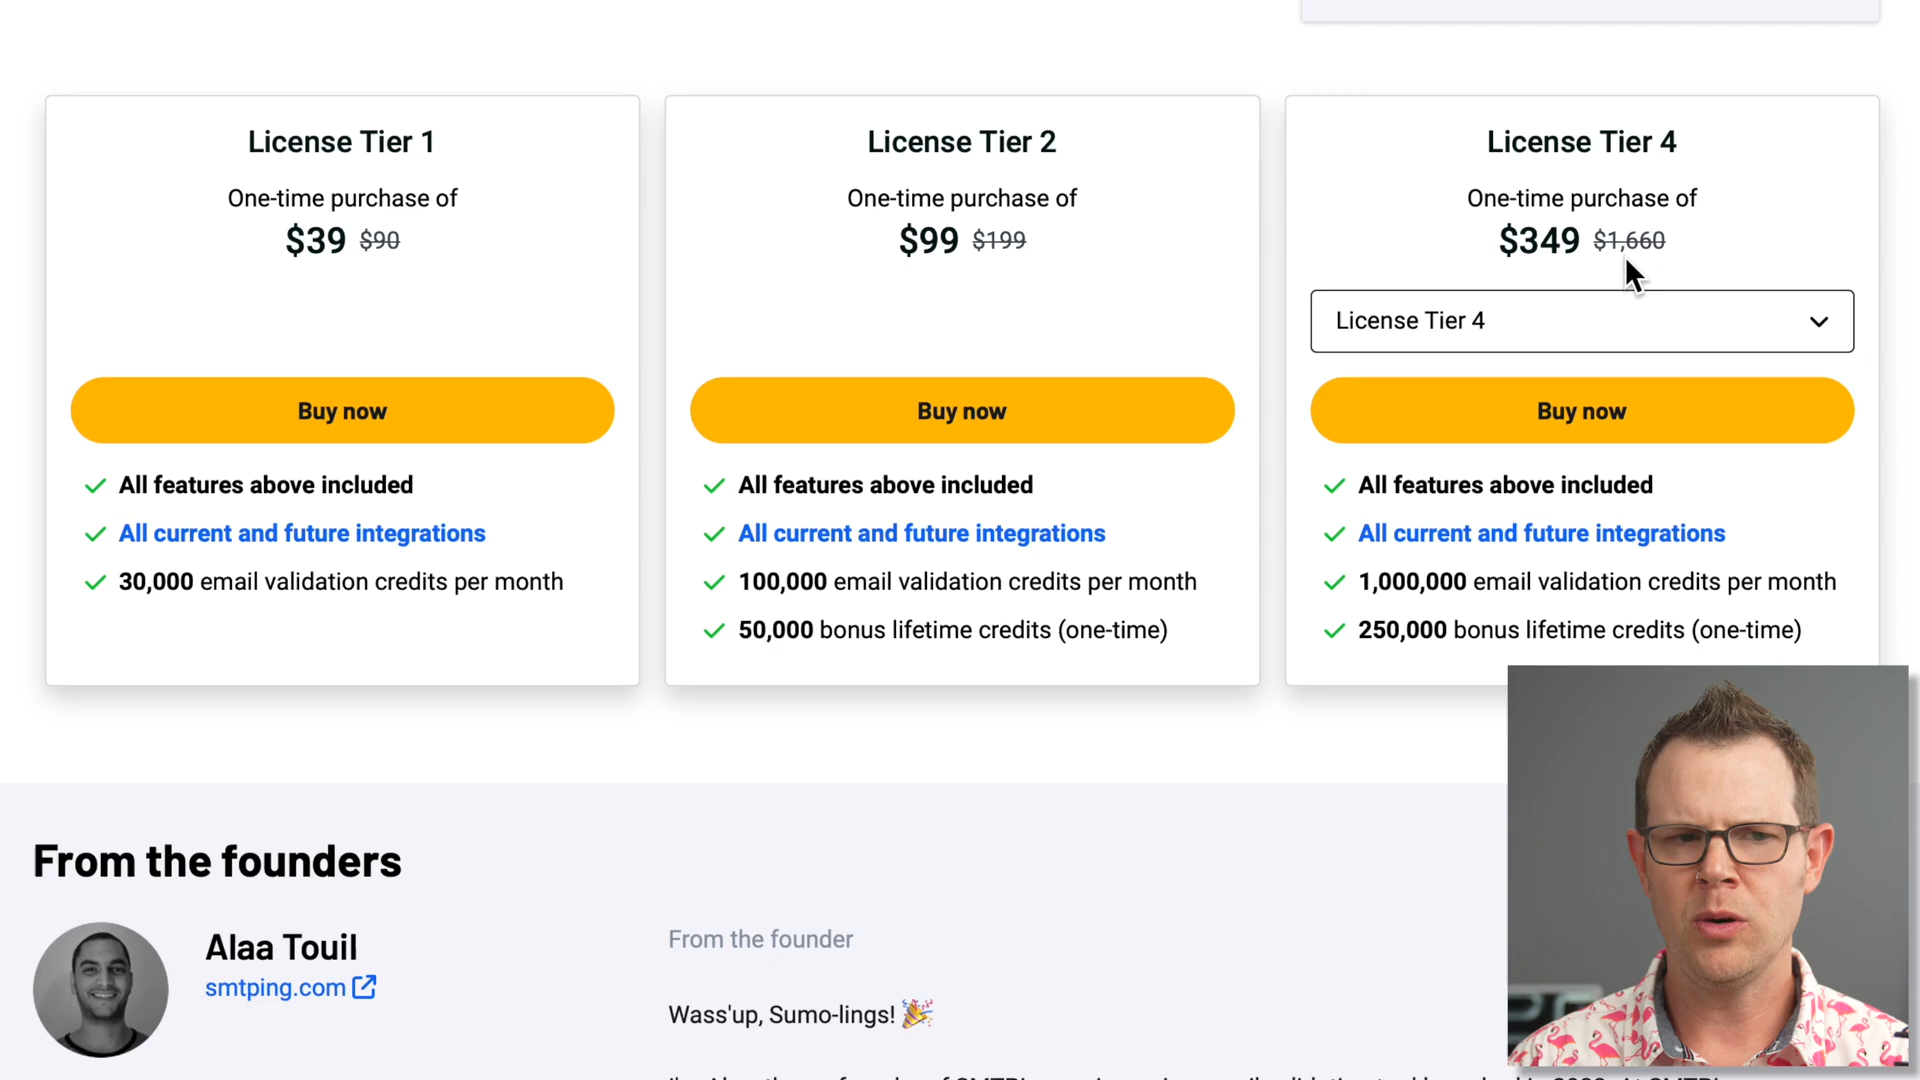 License Tier 1
One-time purchase of
$39 $90
Buy now
All features above included
All current and future integrations
30,000 email validation credits per month
License Tier 2
One-time purchase of
$99 $199
Buy now
All features above included
All current and future integrations
100,000 email validation credits per month
50,000 bonus lifetime credits (one-time)
License Tier 4
One-time purchase of
$349 $1,660
License Tier 4
Buy now
All features above included
All current and future integrations
1,000,000 email validation credits per month
250,000 bonus lifetime credits (one-time)
From the founders
Alaa Touil
smtping.com
From the founder
Wass'up, Sumo-lings! 🎉